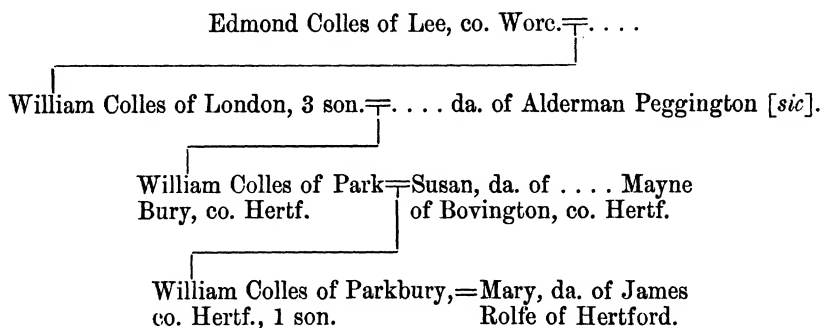 Edmond Colles of Lee, co. Worc.=. . . .
William Colles of London, 3 son.=. . . . da. of Alderman Peggington [sic].
William Colles of Park=Susan, da. of . . . . Mayne
Bury, co. Hertf. of Bovington, co. Hertf.
William Colles of Parkbury,=Mary, da. of James
co. Hertf., 1 son. Rolfe of Hertford.